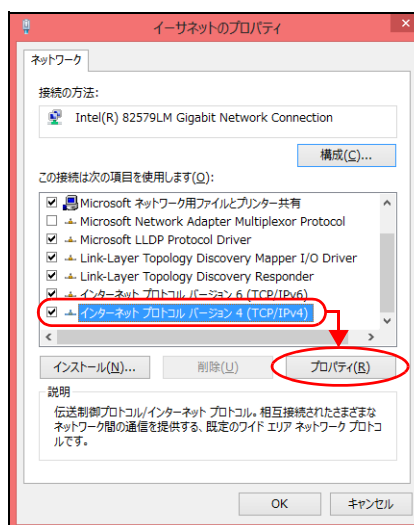 イーサネットのプロパティ
ネットワーク
接続の方法:
Intel(R) 82579LM Gigabit Network Connection
構成(C)...
この接続は次の項目を使用します(O):
Microsoft ネットワーク用ファイルとプリンター共有
Microsoft Network Adapter Multiplexor Protocol
Microsoft LLDP Protocol Driver
Link-Layer Topology Discovery Mapper I/O Driver
Link-Layer Topology Discovery Responder
インターネット プロトコル バージョン 6 (TCP/IPv6)
インターネット プロトコル バージョン 4 (TCP/IPv4)
インストール(N)...
削除(U)
プロパティ(R)
説明
伝送制御プロトコル/インターネット プロトコル。相互接続されたさまざまな
ネットワーク間の通信を提供する、既定のワイド エリア ネットワーク プロトコ
ルです。
OK
キャンセル